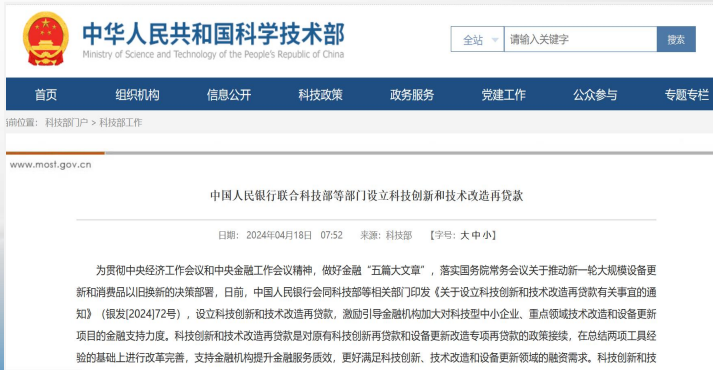 中华人民共和国科学技术部
Ministry of Science and Technology of the People's Republic of China
全站 请输入关键字 搜索
首页 组织机构 信息公开 科技政策 政务服务 党建工作 公众参与 专题专栏
当前位置： 科技部门户 > 科技部工作
www.most.gov.cn
中国人民银行联合科技部等部门设立科技创新和技术改造再贷款
日期： 2024年04月18日 07:52 来源：科技部 【字号：大 中 小】
为贯彻中央经济工作会议和中央金融工作会议精神，做好金融“五篇大文章”，落实国务院常务会议关于推动新一轮大规模设备更
新和消费品以旧换新的决策部署，日前，中国人民银行会同科技部等相关部门印发《关于设立科技创新和技术改造再贷款有关事宜的通
知》（银发[2024]72号），设立科技创新和技术改造再贷款，激励引导金融机构加大对科技型中小企业、重点领域技术改造和设备更新
项目的金融支持力度。科技创新和技术改造再贷款是对原有科技创新再贷款和设备更新改造专项再贷款的政策接续，在总结两项工具经
验的基础上进行改革完善，支持金融机构提升金融服务质效，更好满足科技创新、技术改造和设备更新领域的融资需求。科技创新和技